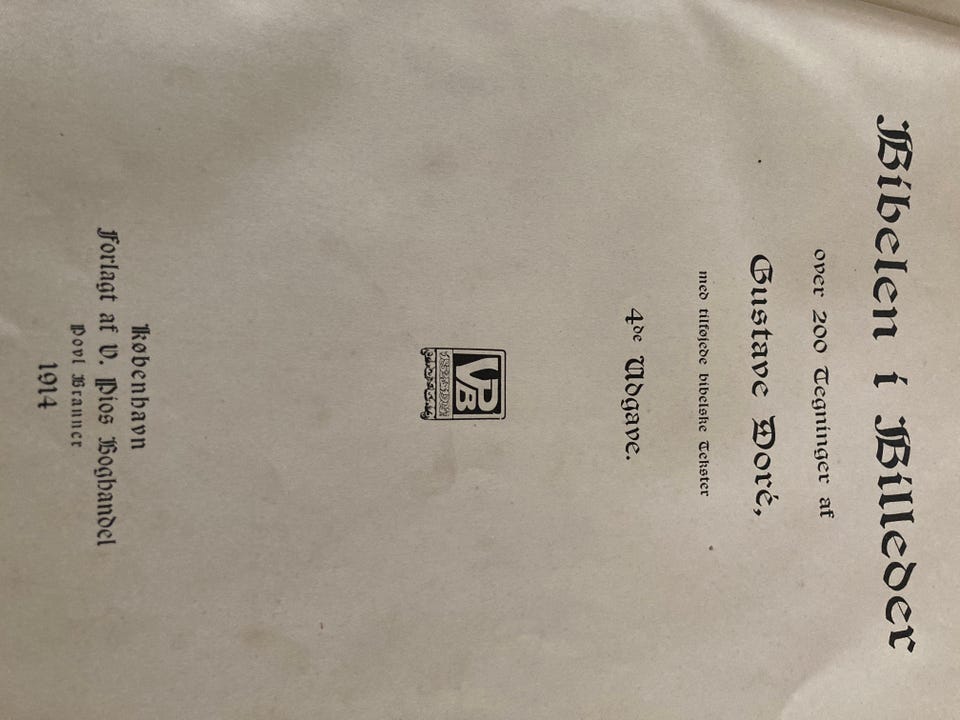 Bibelen i Billeder
over 200 Tegninger af
Gustave Doré,
med tilføjede bibelske Tekster
4de Udgave.
VPB
København
Forlagt af V. Pios Boghandel
Povl Branner
1914